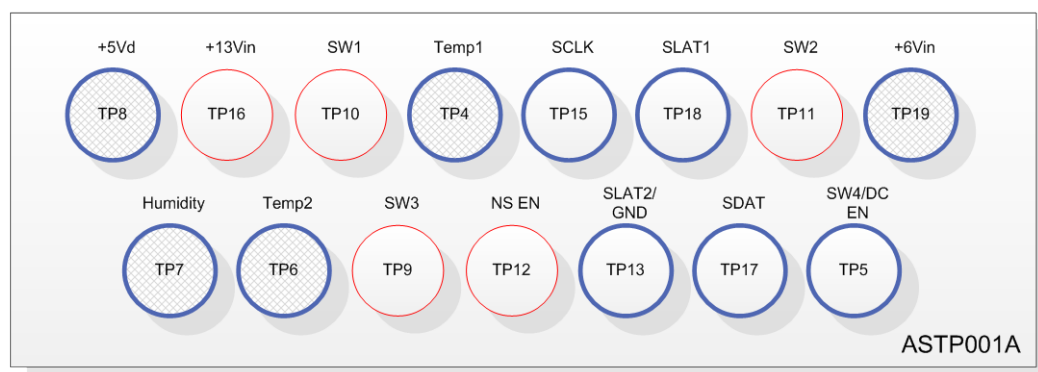 +5Vd +13Vin SW1 Temp1 SCLK SLAT1 SW2 +6Vin
TP8 TP16 TP10 TP4 TP15 TP18 TP11 TP19
Humidity Temp2 SW3 NS EN SLAT2/ SDAT SW4/DC
GND EN
TP7 TP6 TP9 TP12 TP13 TP17 TP5
ASTP001A